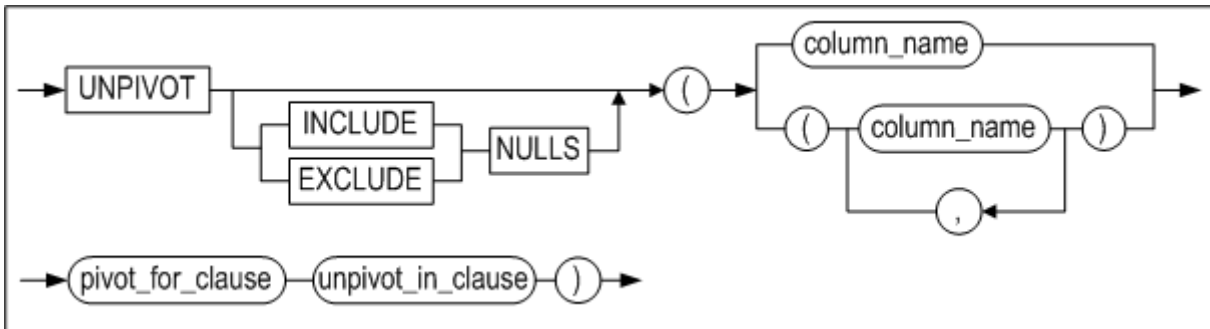 UNPIVOT INCLUDE EXCLUDE NULLS ( column_name
( column_name )
,
pivot_for_clause unpivot_in_clause )